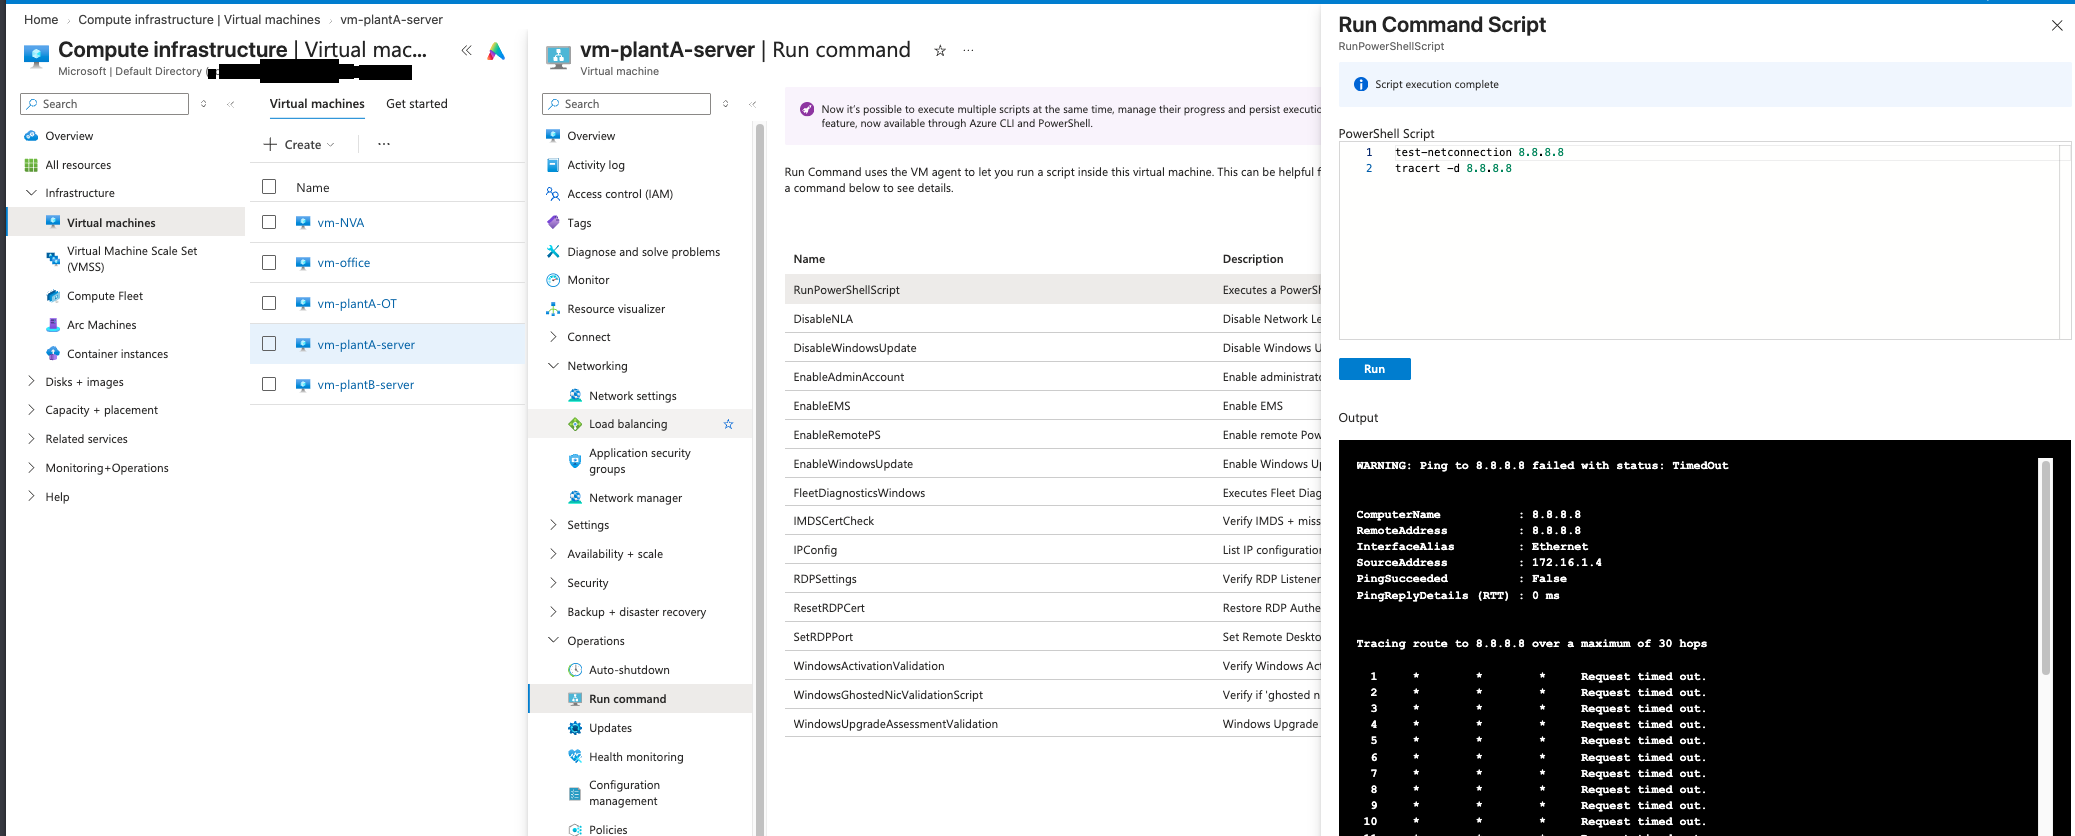 Home > Compute infrastructure | Virtual machines > vm-plantA-server
Compute infrastructure | Virtual mac...
Microsoft | Default Directory (
Search
Overview
All resources
Infrastructure
Virtual machines
Virtual Machine Scale Set
(VMSS)
Compute Fleet
Arc Machines
Container instances
Disks + images
Capacity + placement
Related services
Monitoring+Operations
Help
Virtual machines Get started
+ Create ...
Name
vm-NVA
vm-office
vm-plantA-OT
vm-plantA-server
vm-plantB-server
vm-plantA-server | Run command ...
Virtual machine
Search
Overview
Activity log
Access control (IAM)
Tags
Diagnose and solve problems
Monitor
Resource visualizer
Connect
Networking
Network settings
Load balancing
Application security
groups
Network manager
Settings
Availability + scale
Security
Backup + disaster recovery
Operations
Auto-shutdown
Run command
Updates
Health monitoring
Configuration
management
Policies
Now it's possible to execute multiple scripts at the same time, manage their progress and persist executio
feature, now available through Azure CLI and PowerShell.
Run Command uses the VM agent to let you run a script inside this virtual machine. This can be helpful f
a command below to see details.
Name Description
RunPowerShellScript Executes a PowerSh
DisableNLA Disable Network Le
DisableWindowsUpdate Disable Windows U
EnableAdminAccount Enable administrato
EnableEMS Enable EMS
EnableRemotePS Enable remote Pow
EnableWindowsUpdate Enable Windows Up
FleetDiagnosticsWindows Executes Fleet Diag
IMDSCertCheck Verify IMDS + miss
IPConfig List IP configuration
RDPSettings Verify RDP Listener
ResetRDPCert Restore RDP Authe
SetRDPPort Set Remote Deskto
WindowsActivationValidation Verify Windows Act
WindowsGhostedNicValidationScript Verify if 'ghosted n
WindowsUpgradeAssessmentValidation Windows Upgrade
Run Command Script
RunPowerShellScript
Script execution complete
PowerShell Script
1 test-netconnection 8.8.8.8
2 tracert -d 8.8.8.8
Run
Output
WARNING: Ping to 8.8.8.8 failed with status: TimedOut
ComputerName : 8.8.8.8
RemoteAddress : 8.8.8.8
InterfaceAlias : Ethernet
SourceAddress : 172.16.1.4
PingSucceeded : False
PingReplyDetails (RTT) : 0 ms
Tracing route to 8.8.8.8 over a maximum of 30 hops
1 * * * Request timed out.
2 * * * Request timed out.
3 * * * Request timed out.
4 * * * Request timed out.
5 * * * Request timed out.
6 * * * Request timed out.
7 * * * Request timed out.
8 * * * Request timed out.
9 * * * Request timed out.
10 * * * Request timed out.